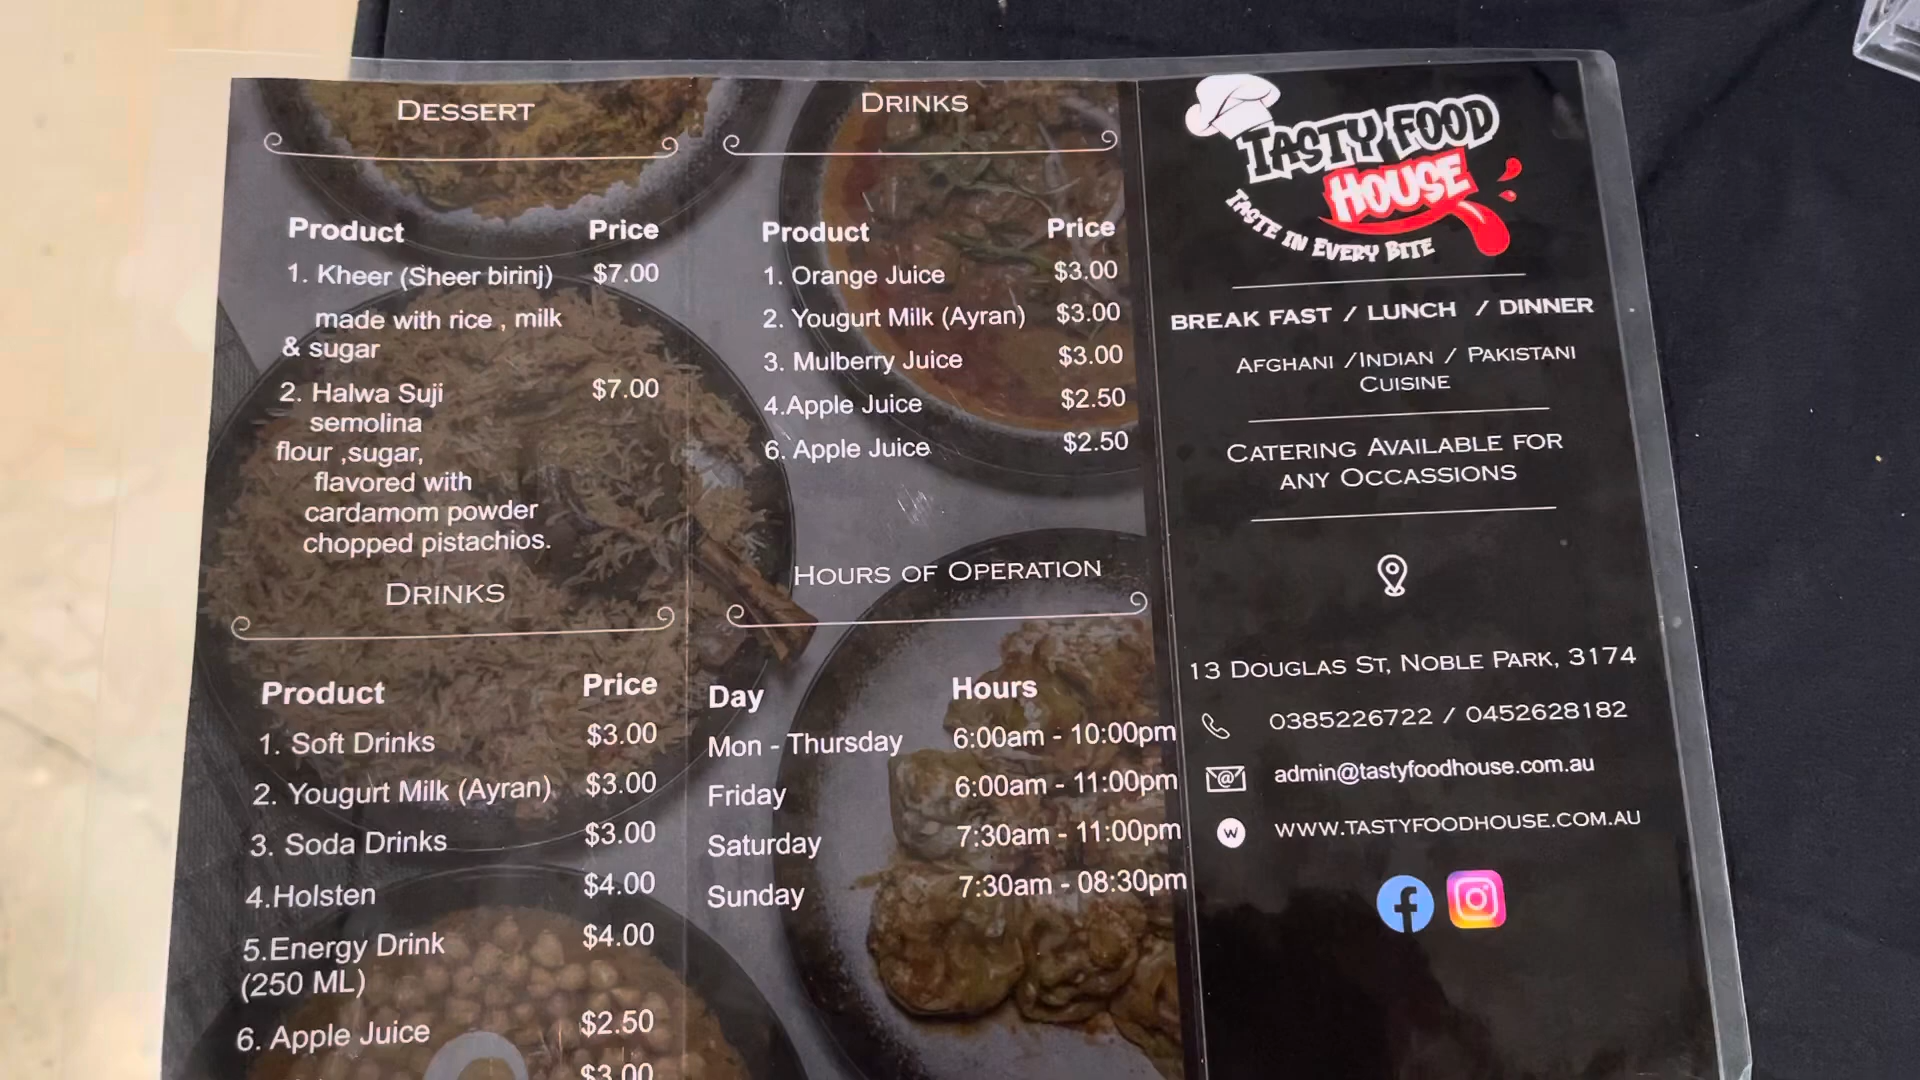 DESSERT
Product Price
1. Kheer (Sheer birinj) $7.00
made with rice , milk
& sugar
2. Halwa Suji $7.00
semolina
flour ,sugar,
flavored with
cardamom powder
chopped pistachios.
DRINKS
Product Price
1. Soft Drinks $3.00
2. Yougurt Milk (Ayran) $3.00
3. Soda Drinks $3.00
4.Holsten $4.00
5.Energy Drink $4.00
(250 ML)
6. Apple Juice $2.50
$3.00
DRINKS
Product Price
1. Orange Juice $3.00
2. Yougurt Milk (Ayran) $3.00
3. Mulberry Juice $3.00
4.Apple Juice $2.50
6. Apple Juice $2.50
HOURS OF OPERATION
Day Hours
Mon - Thursday 6:00am - 10:00pm
Friday 6:00am - 11:00pm
Saturday 7:30am - 11:00pm
Sunday 7:30am - 08:30pm
TASTY FOOD
HOUSE
TASTE IN EVERY BITE
BREAK FAST / LUNCH / DINNER
AFGHANI /INDIAN / PAKISTANI
CUISINE
CATERING AVAILABLE FOR
ANY OCCASSIONS
13 DOUGLAS ST, NOBLE PARK, 3174
0385226722 / 0452628182
admin@tastyfoodhouse.com.au
WWW.TASTYFOODHOUSE.COM.AU